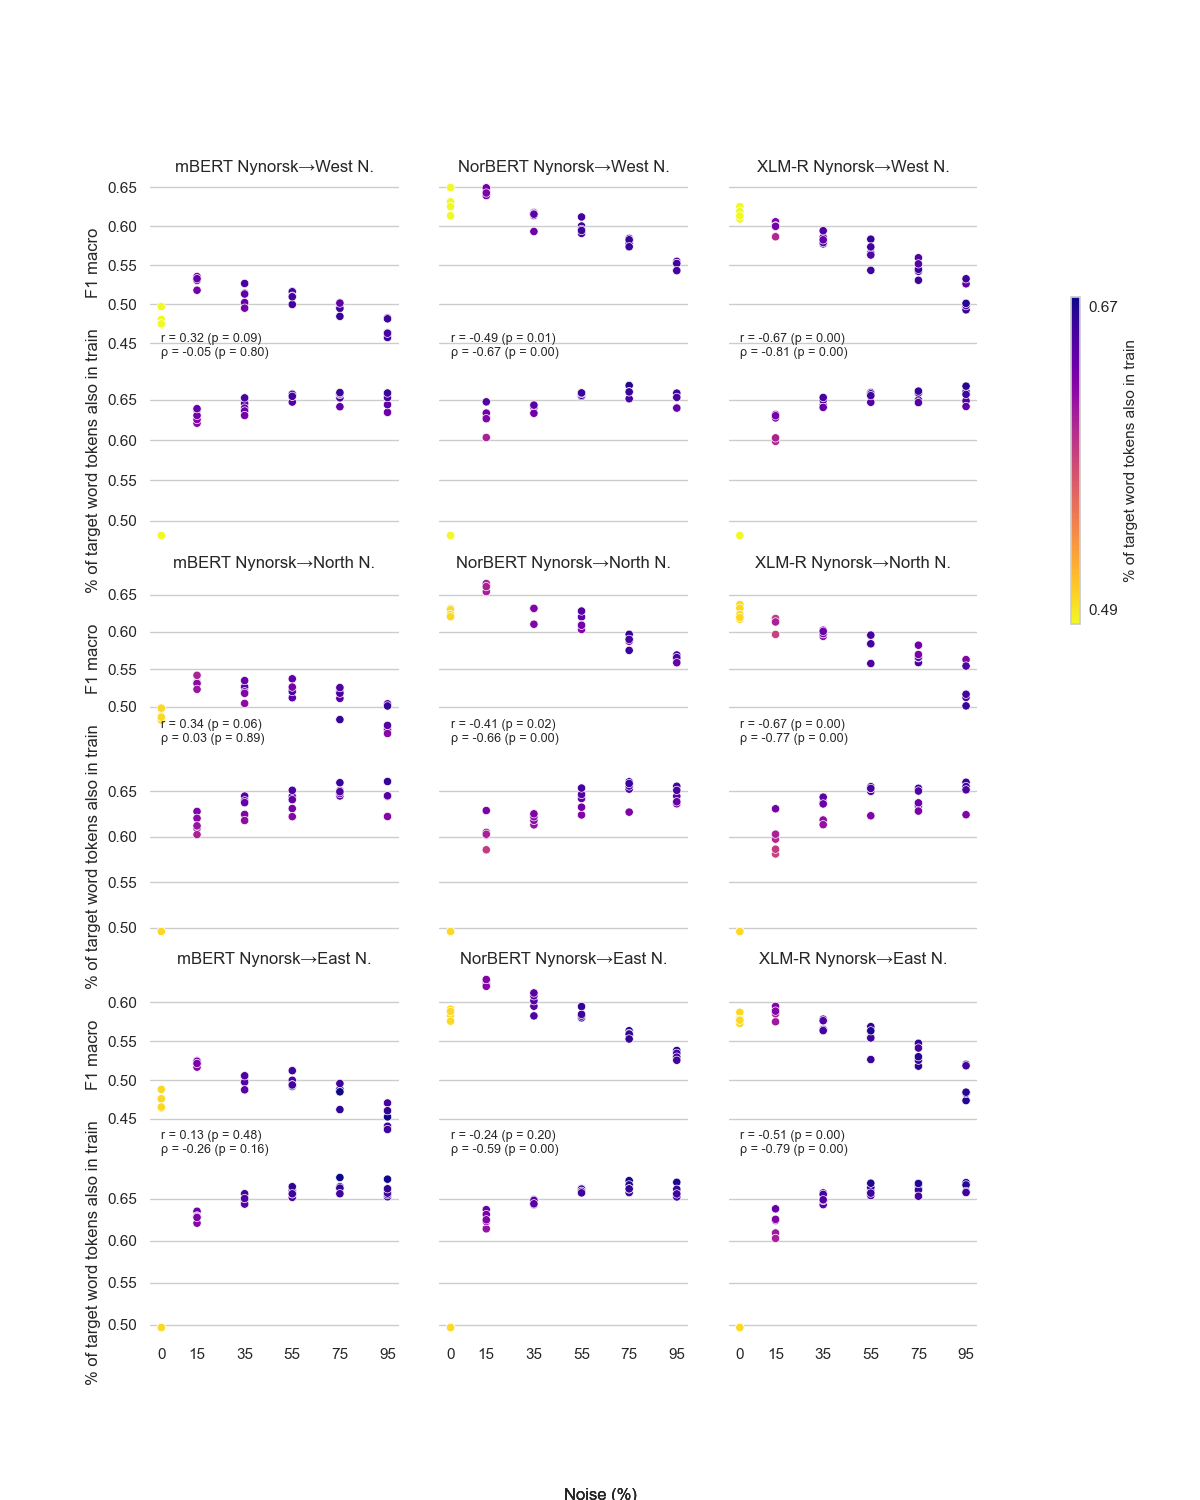 mBERT Nynorsk→West N.
NorBERT Nynorsk→West N.
XLM-R Nynorsk→West N.
F1 macro
0.65
0.60
0.55
0.50
0.45
r = 0.32 (p = 0.09)
ρ = -0.05 (p = 0.80)
r = -0.49 (p = 0.01)
ρ = -0.67 (p = 0.00)
r = -0.67 (p = 0.00)
ρ = -0.81 (p = 0.00)
% of target word tokens also in train
0.65
0.60
0.55
0.50
mBERT Nynorsk→North N.
NorBERT Nynorsk→North N.
XLM-R Nynorsk→North N.
F1 macro
0.65
0.60
0.55
0.50
r = 0.34 (p = 0.06)
ρ = 0.03 (p = 0.89)
r = -0.41 (p = 0.02)
ρ = -0.66 (p = 0.00)
r = -0.67 (p = 0.00)
ρ = -0.77 (p = 0.00)
% of target word tokens also in train
0.65
0.60
0.55
0.50
mBERT Nynorsk→East N.
NorBERT Nynorsk→East N.
XLM-R Nynorsk→East N.
F1 macro
0.60
0.55
0.50
0.45
r = 0.13 (p = 0.48)
ρ = -0.26 (p = 0.16)
r = -0.24 (p = 0.20)
ρ = -0.59 (p = 0.00)
r = -0.51 (p = 0.00)
ρ = -0.79 (p = 0.00)
% of target word tokens also in train
0.65
0.60
0.55
0.50
0 15 35 55 75 95
0 15 35 55 75 95
0 15 35 55 75 95
Noise (%)
0.67
0.49
% of target word tokens also in train